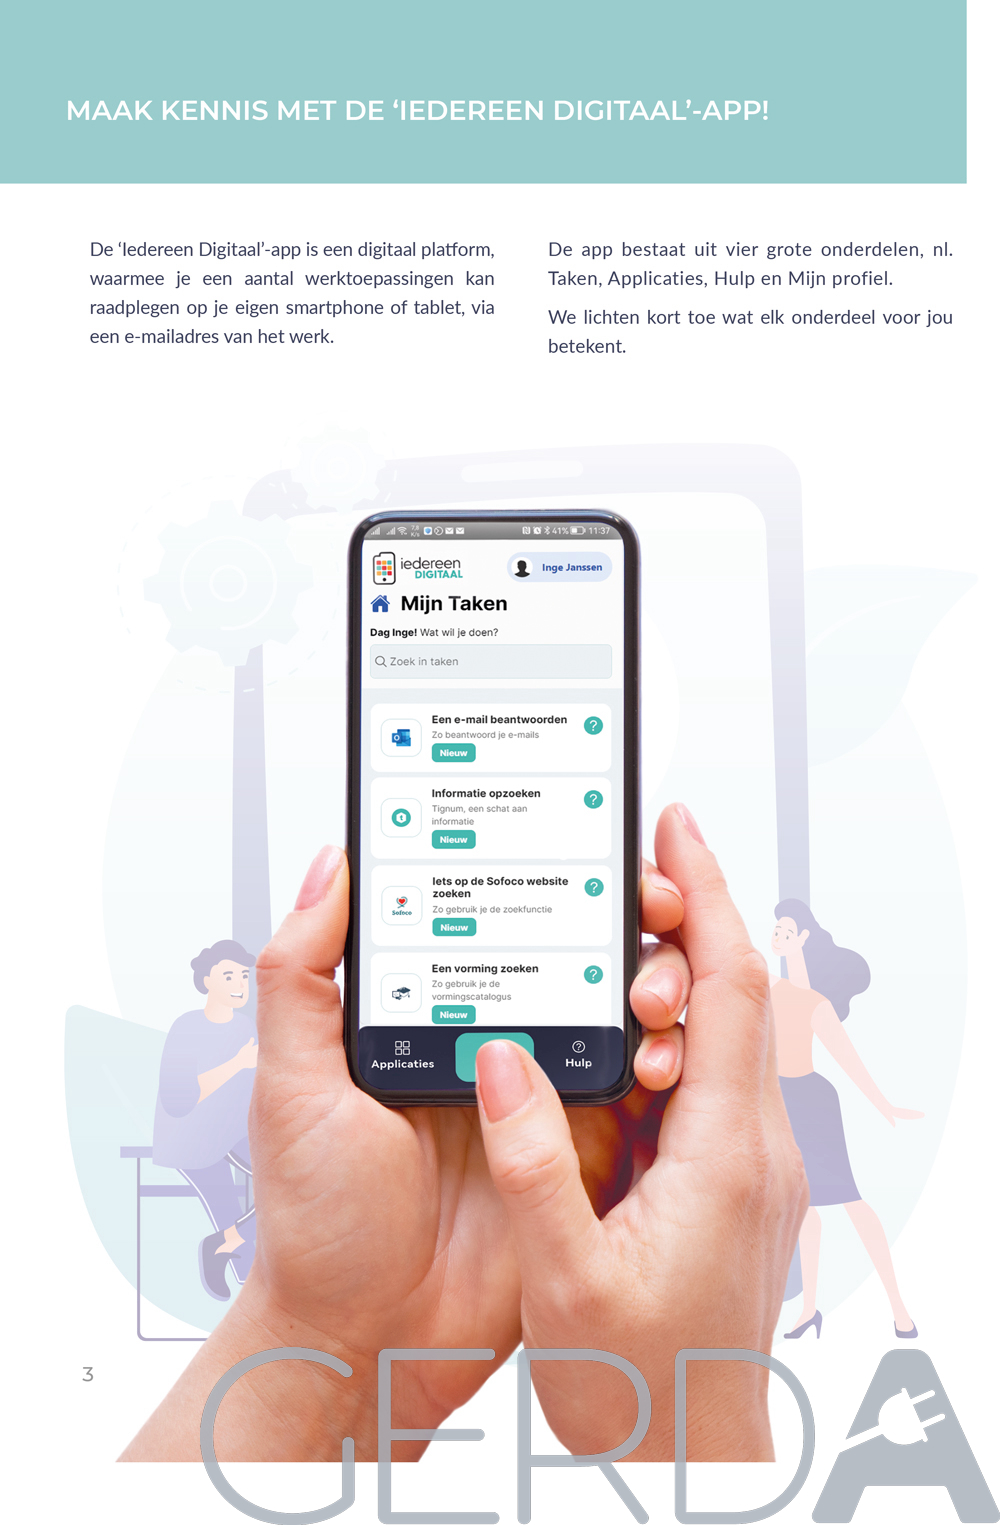 MAAK KENNIS MET DE ‘IEDEREEN DIGITAAL’-APP!
De ‘Iedereen Digitaal’-app is een digitaal platform,
waarmee je een aantal werktoepassingen kan
raadplegen op je eigen smartphone of tablet, via
een e-mailadres van het werk.
De app bestaat uit vier grote onderdelen, nl.
Taken, Applicaties, Hulp en Mijn profiel.
We lichten kort toe wat elk onderdeel voor jou
betekent.
7,8 K/s 41% 11:37
iedereen
DIGITAAL
Inge Janssen
Mijn Taken
Dag Inge! Wat wil je doen?
Zoek in taken
Een e-mail beantwoorden
Zo beantwoord je e-mails
Nieuw
?
Informatie opzoeken
Tignum, een schat aan
informatie
Nieuw
?
Sofoco
Iets op de Sofoco website
zoeken
Zo gebruik je de zoekfunctie
Nieuw
?
Een vorming zoeken
Zo gebruik je de
vormingscatalogus
Nieuw
?
Applicaties
Hulp
3
GERDA